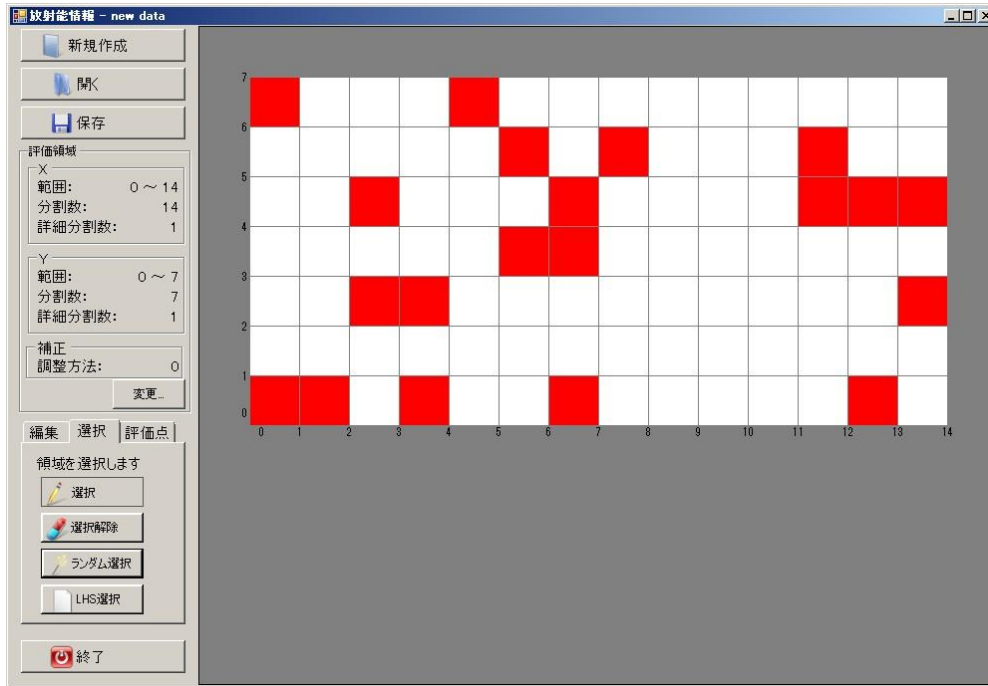 放射能情報 - new data
新規作成
開く
保存
評価領域
X
範囲: 0 ～ 14
分割数: 14
詳細分割数: 1
Y
範囲: 0 ～ 7
分割数: 7
詳細分割数: 1
補正
調整方法: 0
変更...
編集 選択 評価点
領域を選択します
選択
選択解除
ランダム選択
LHS選択
終了
7
6
5
4
3
2
1
0
0 1 2 3 4 5 6 7 8 9 10 11 12 13 14